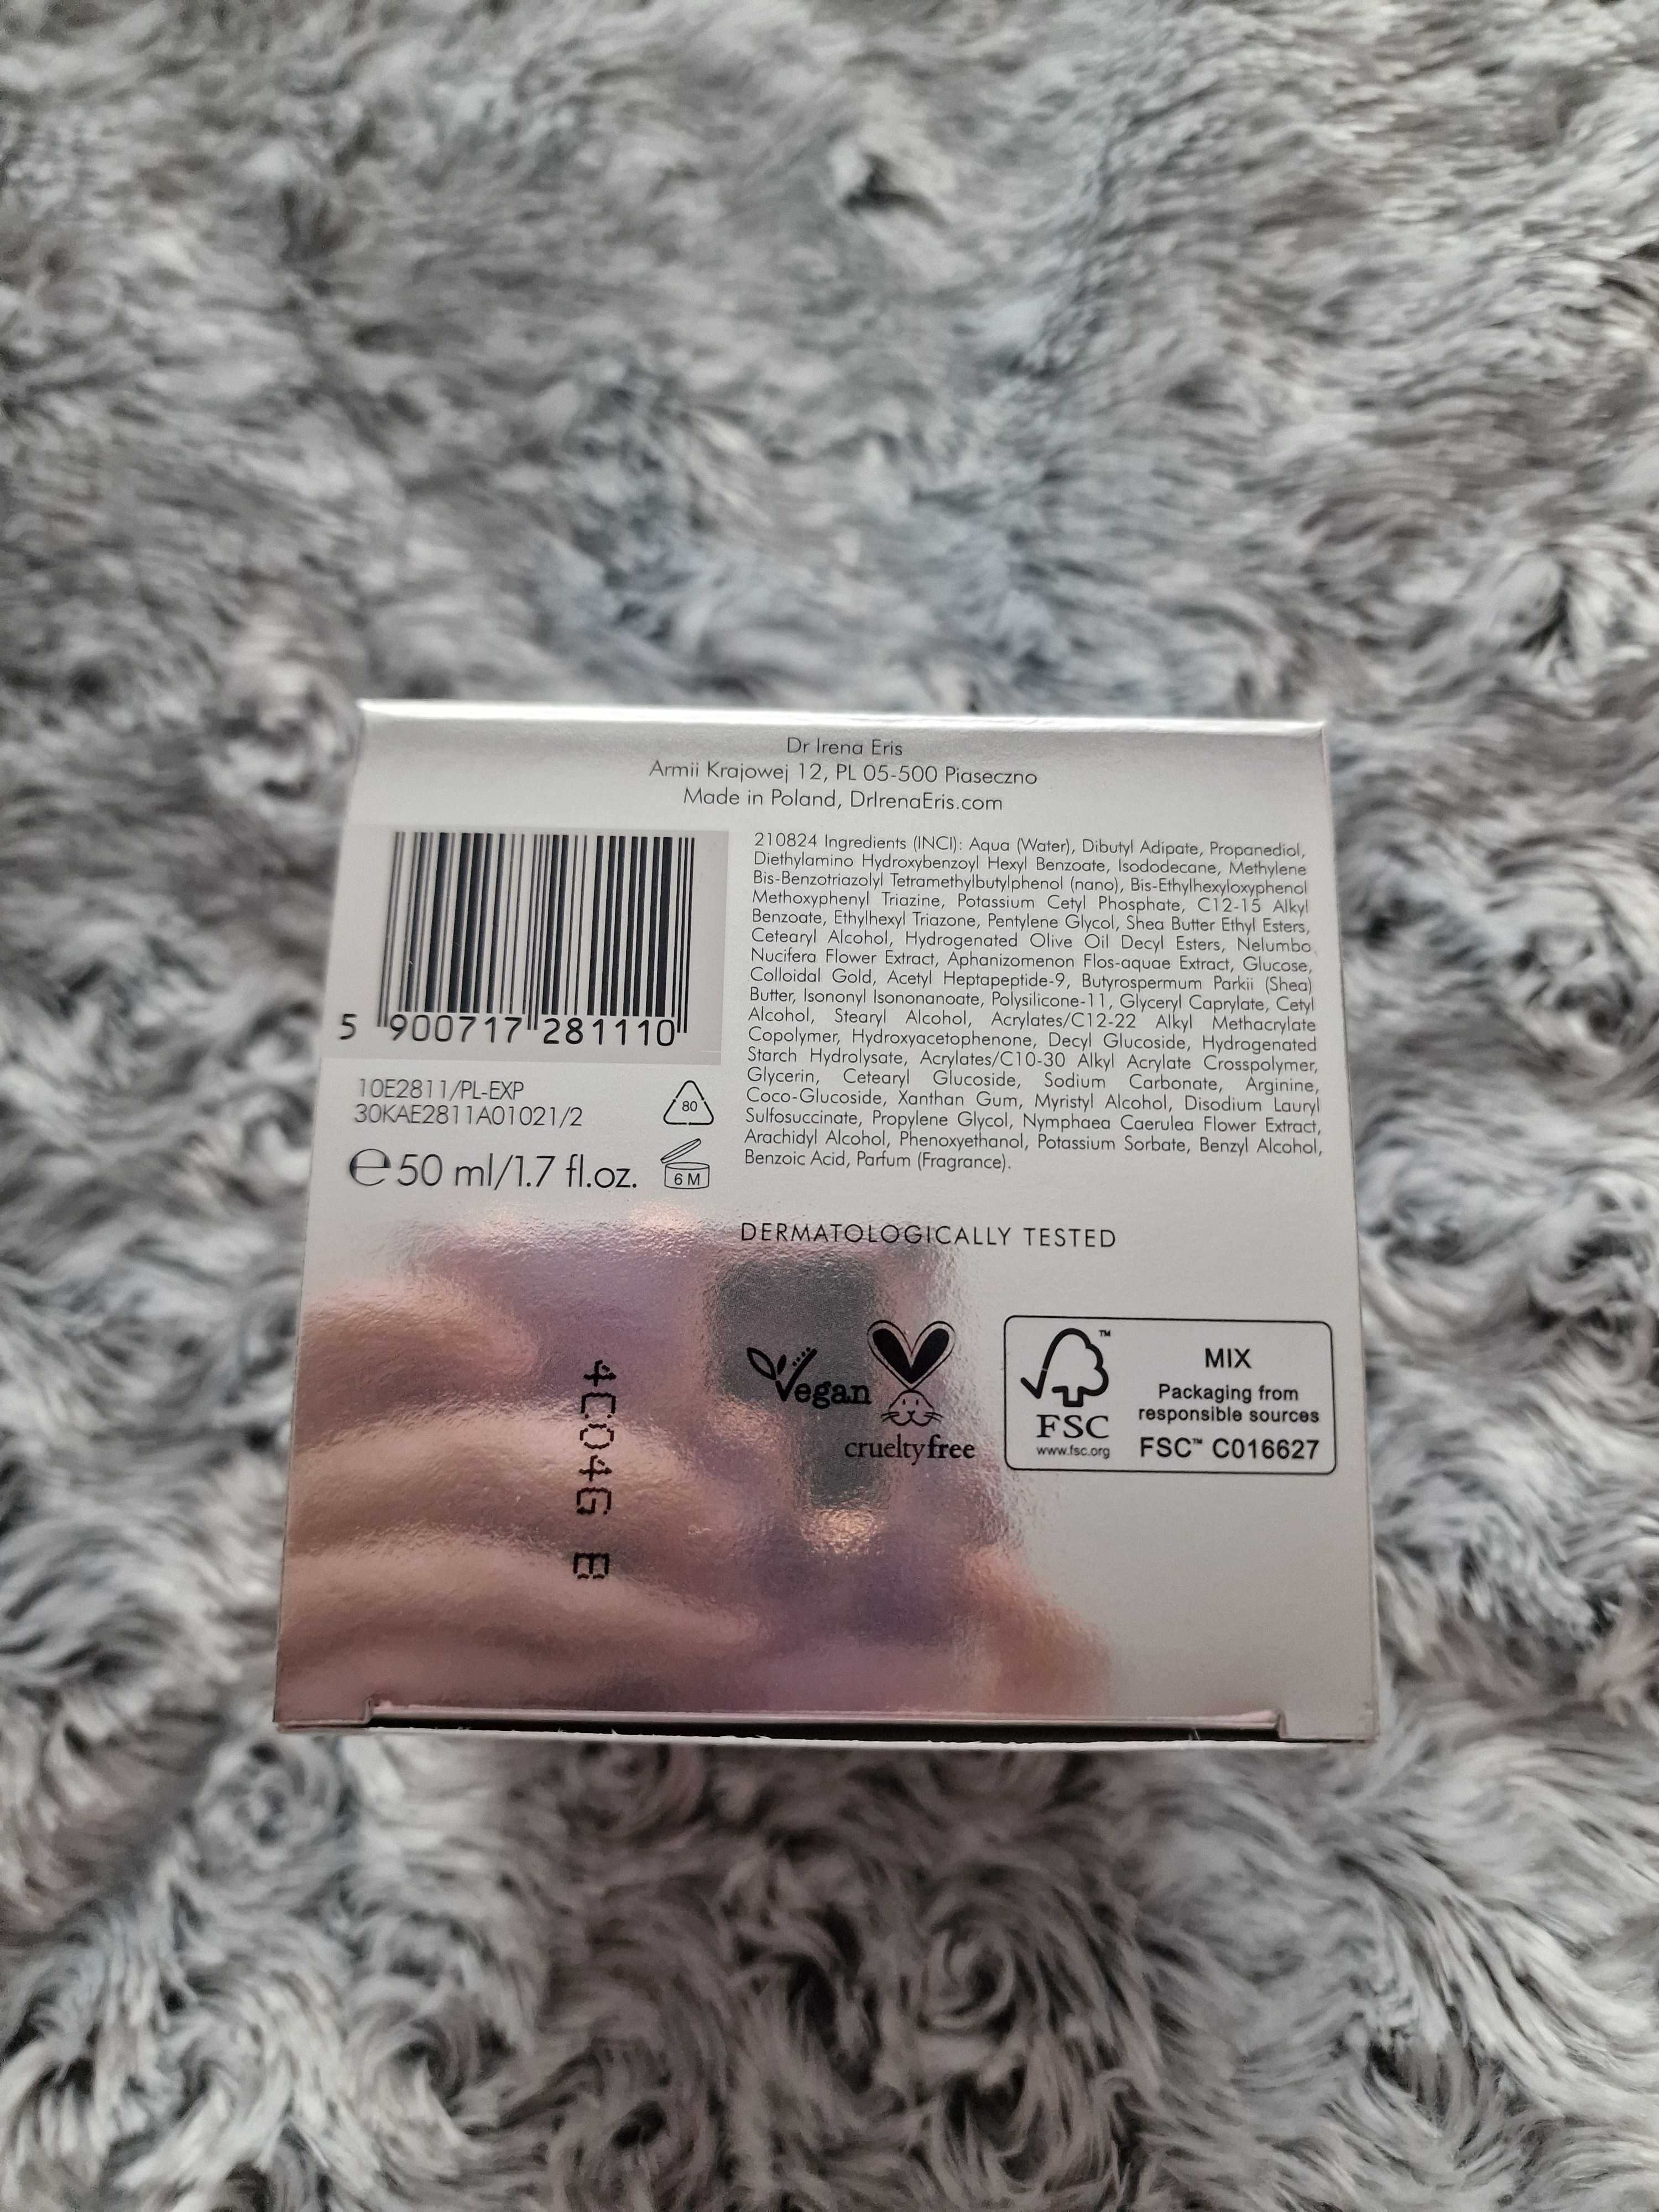 Dr Irena Eris
Armii Krajowej 12, PL 05-500 Piaseczno
Made in Poland, DrIrenaEris.com
5 900717 281110
10E2811/PL-EXP
30KAE2811A01021/2
80
℮ 50 ml/1.7 fl.oz.
6 M
210824 Ingredients (INCI): Aqua (Water), Dibutyl Adipate, Propanediol,
Diethylamino Hydroxybenzoyl Hexyl Benzoate, Isododecane, Methylene
Bis-Benzotriazolyl Tetramethylbutylphenol (nano), Bis-Ethylhexyloxyphenol
Methoxyphenyl Triazine, Potassium Cetyl Phosphate, C12-15 Alkyl
Benzoate, Ethylhexyl Triazone, Pentylene Glycol, Shea Butter Ethyl Esters,
Cetearyl Alcohol, Hydrogenated Olive Oil Decyl Esters, Nelumbo
Nucifera Flower Extract, Aphanizomenon Flos-aquae Extract, Glucose,
Colloidal Gold, Acetyl Heptapeptide-9, Butyrospermum Parkii (Shea)
Butter, Isononyl Isononanoate, Polysilicone-11, Glyceryl Caprylate, Cetyl
Alcohol, Stearyl Alcohol, Acrylates/C12-22 Alkyl Methacrylate
Copolymer, Hydroxyacetophenone, Decyl Glucoside, Hydrogenated
Starch Hydrolysate, Acrylates/C10-30 Alkyl Acrylate Crosspolymer,
Glycerin, Cetearyl Glucoside, Sodium Carbonate, Arginine,
Coco-Glucoside, Xanthan Gum, Myristyl Alcohol, Disodium Lauryl
Sulfosuccinate, Propylene Glycol, Nymphaea Caerulea Flower Extract,
Arachidyl Alcohol, Phenoxyethanol, Potassium Sorbate, Benzyl Alcohol,
Benzoic Acid, Parfum (Fragrance).
DERMATOLOGICALLY TESTED
Vegan
crueltyfree
FSC
www.fsc.org
MIX
Packaging from
responsible sources
FSC™ C016627
4C04G E